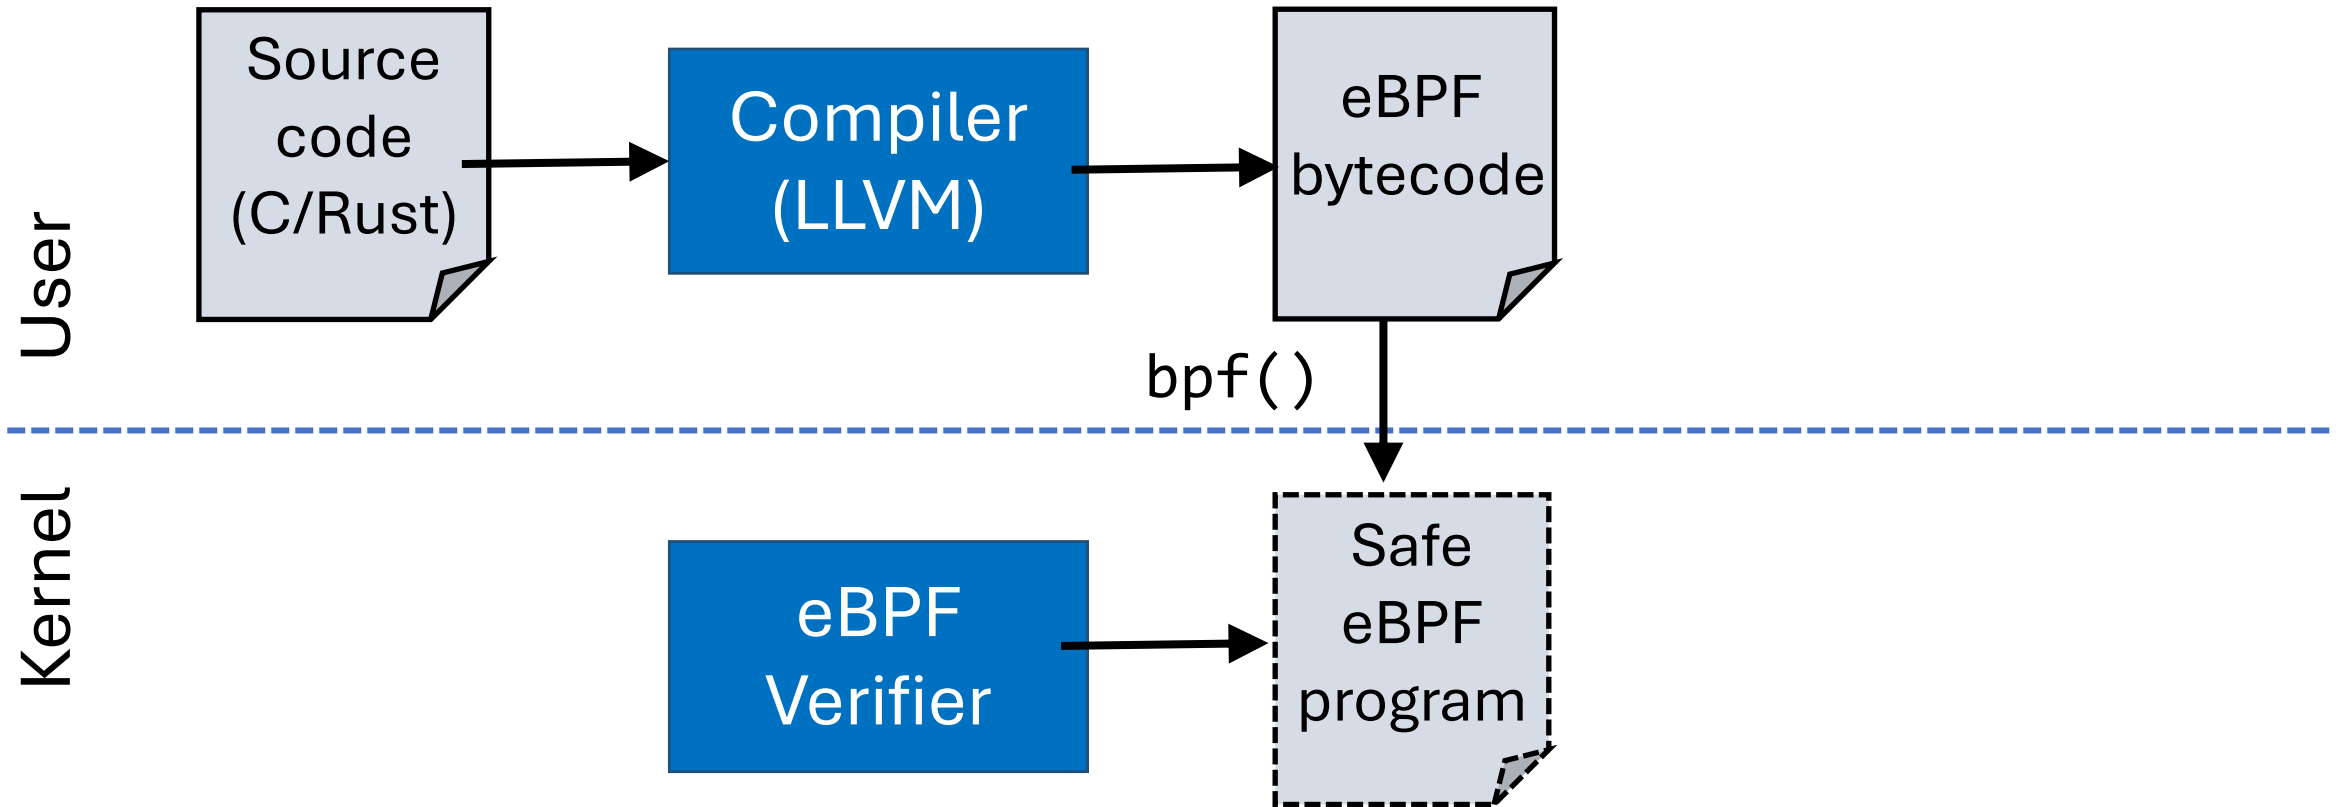 User
Source
code
(C/Rust)
Compiler
(LLVM)
eBPF
bytecode
bpf()
Kernel
eBPF
Verifier
Safe
eBPF
program